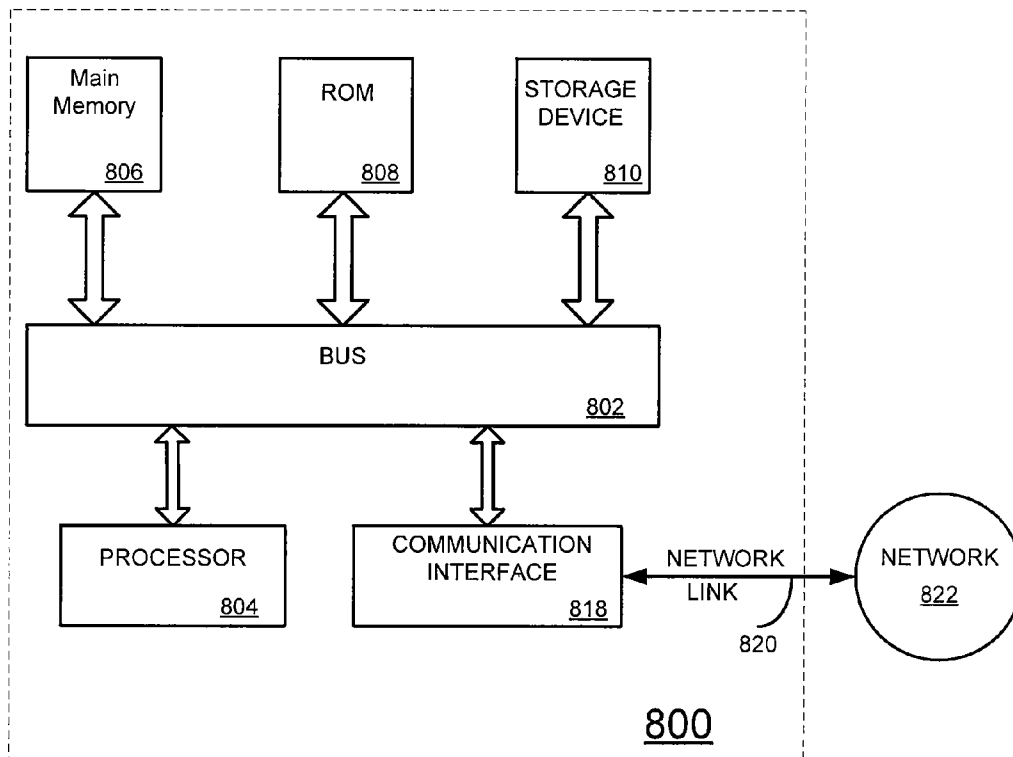 Main
Memory
806
ROM
808
STORAGE
DEVICE
810
BUS
802
PROCESSOR
804
COMMUNICATION
INTERFACE
818
NETWORK
LINK
820
NETWORK
822
800